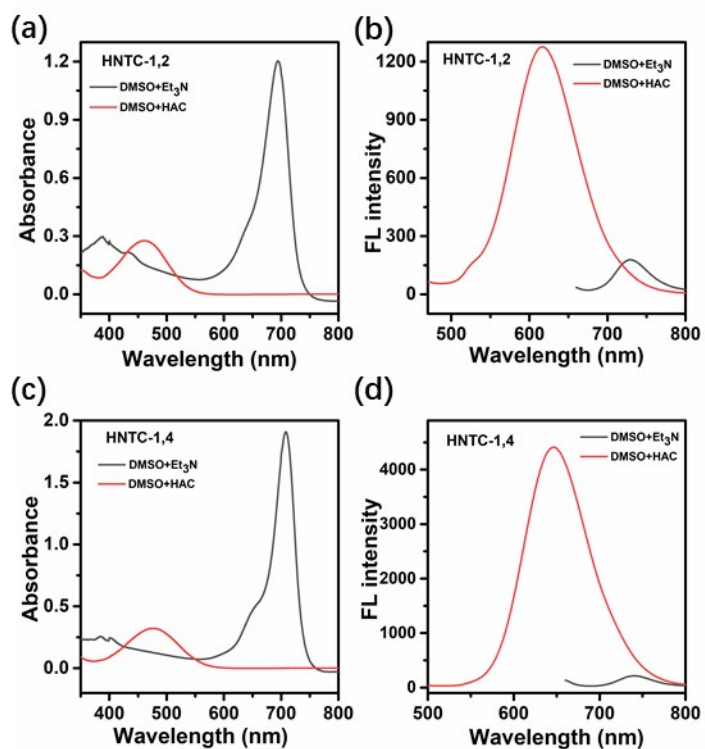 (a)
HNTC-1,2
DMSO+Et3N
DMSO+HAC
Absorbance
1.2
0.9
0.6
0.3
0.0
400 500 600 700 800
Wavelength (nm)
(b)
HNTC-1,2
DMSO+Et3N
DMSO+HAC
FL intensity
1200
900
600
300
0
500 600 700 800
Wavelength (nm)
(c)
HNTC-1,4
DMSO+Et3N
DMSO+HAC
Absorbance
2.0
1.5
1.0
0.5
0.0
400 500 600 700 800
Wavelength (nm)
(d)
HNTC-1,4
DMSO+Et3N
DMSO+HAC
FL intensity
4000
3000
2000
1000
0
500 600 700 800
Wavelength (nm)